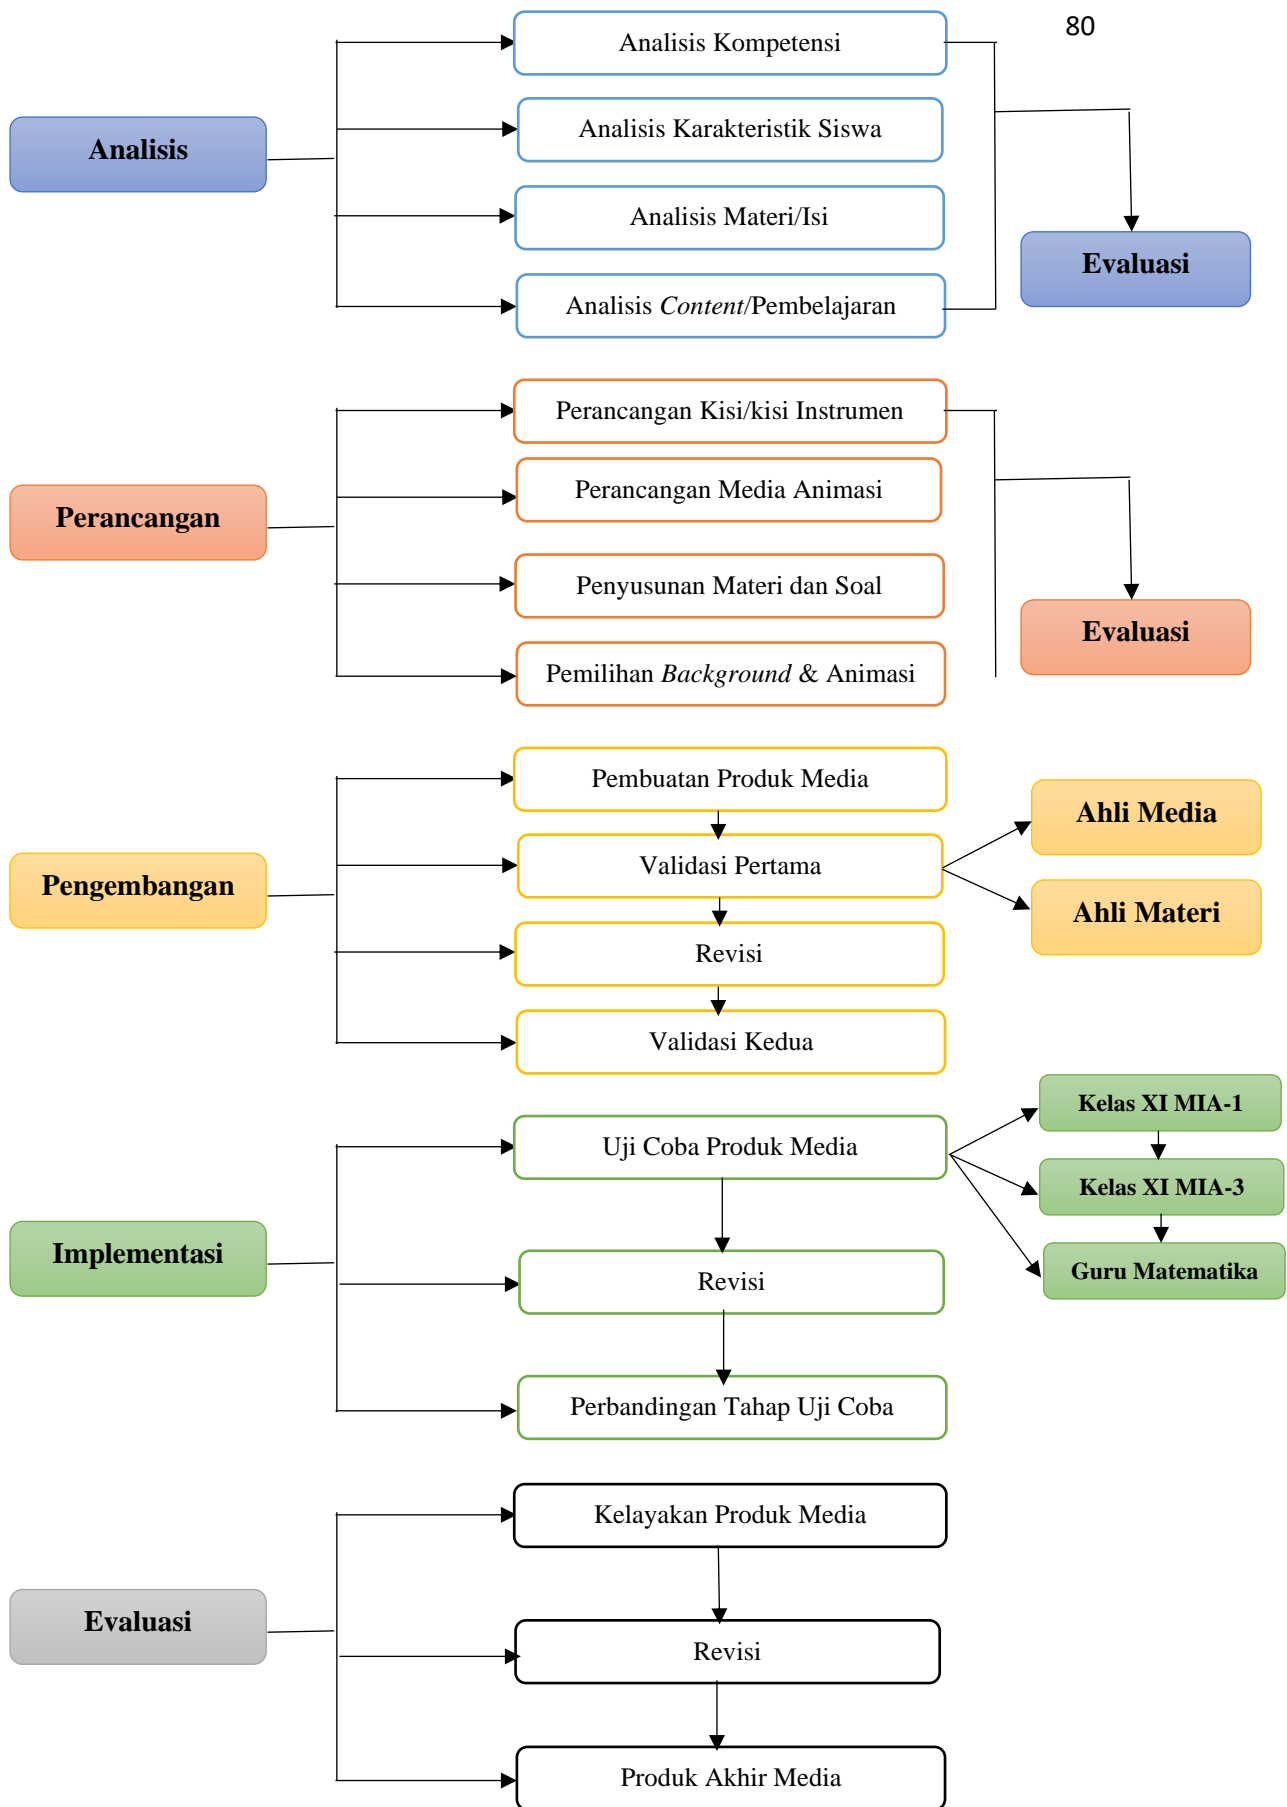 80
Analisis
Analisis Kompetensi
Analisis Karakteristik Siswa
Analisis Materi/Isi
Analisis Content/Pembelajaran
Evaluasi
Perancangan
Perancangan Kisi/kisi Instrumen
Perancangan Media Animasi
Penyusunan Materi dan Soal
Pemilihan Background & Animasi
Evaluasi
Pengembangan
Pembuatan Produk Media
Validasi Pertama
Revisi
Validasi Kedua
Ahli Media
Ahli Materi
Implementasi
Uji Coba Produk Media
Revisi
Perbandingan Tahap Uji Coba
Kelas XI MIA-1
Kelas XI MIA-3
Guru Matematika
Evaluasi
Kelayakan Produk Media
Revisi
Produk Akhir Media